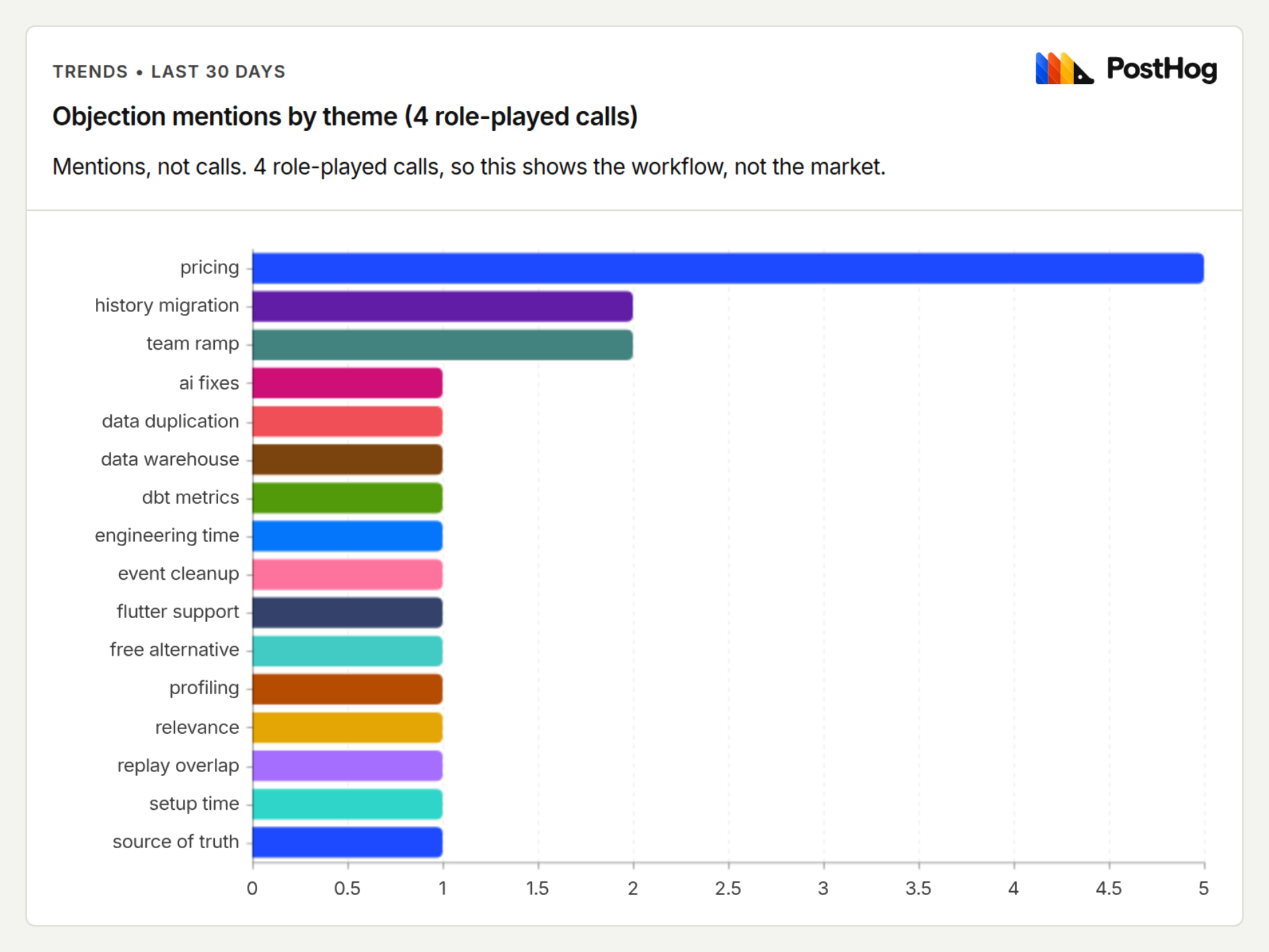 TRENDS • LAST 30 DAYS
PostHog
Objection mentions by theme (4 role-played calls)
Mentions, not calls. 4 role-played calls, so this shows the workflow, not the market.
pricing
history migration
team ramp
ai fixes
data duplication
data warehouse
dbt metrics
engineering time
event cleanup
flutter support
free alternative
profiling
relevance
replay overlap
setup time
source of truth
0 0.5 1 1.5 2 2.5 3 3.5 4 4.5 5